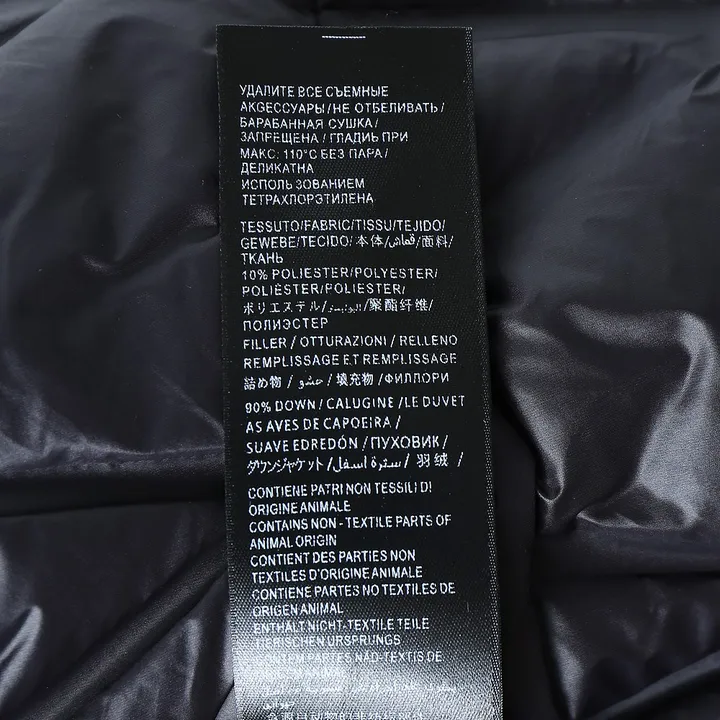 УДАЛИТЕ ВСЕ СЪЕМНЫЕ
АКСЕССУАРЫ/НЕ ОТБЕЛИВАТЬ/
БАРАБАННАЯ СУШКА/
ЗАПРЕЩЕНА/ГЛАДИЬ ПРИ
МАКС: 110°С БЕЗ ПАРА/
ДЕЛИКАТНА
ИСПОЛЬ ЗОВАНИЕМ
ТЕТРАХЛОРЭТИЛЕНА
TESSUTO/FABRIC/TISSU/TEJIDO/
GEWEBE/TECIDO/本体/قماش/面料/
ТКАНЬ
10% POLIESTER/POLYESTER/
POLIÈSTER/POLIESTER/
ポリエステル/البوليستر/聚酯纤维/
ПОЛИЭСТЕР
FILLER / OTTURAZIONI / RELLENO
REMPLISSAGE ET REMPLISSAGE
詰め物 / حشو / 填充物 /ФИЛЛОРИ
90% DOWN / CALUGINE /LE DUVET
AS AVES DE CAPOEIRA /
SUAVE EDREDÓN / ПУХОВИК /
ダウンジャケット/ سترة أسفل/ 羽绒 /
CONTIENE PATRI NON TESSILI DI
ORIGINE ANIMALE
CONTAINS NON - TEXTILE PARTS OF
ANIMAL ORIGIN
CONTIENT DES PARTIES NON
TEXTILES D'ORIGINE ANIMALE
CONTIENE PARTES NO TEXTILES DE
ORIGEN ANIMAL
ENTHÄLT NICHT-TEXTILE TEILE
TIERISCHEN URSPRUNGS
CONTEM PARTES NÃO-TEXTIS DE